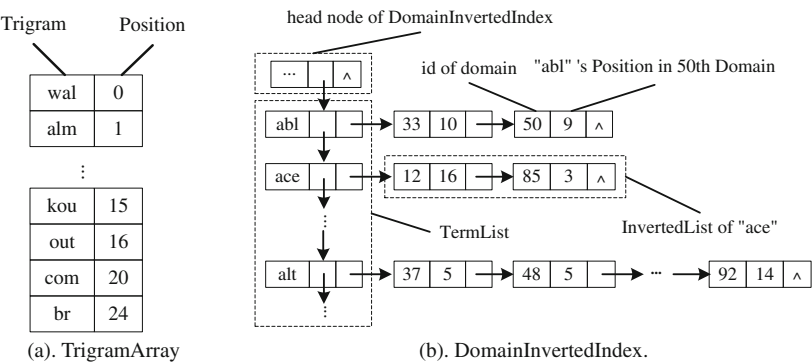 head node of DomainInvertedIndex
Trigram Position
id of domain "abl" 's Position in 50th Domain
... ^
wal 0
alm 1
...
kou 15
out 16
com 20
br 24
abl 33 10 50 9 ^
ace 12 16 85 3 ^
...
TermList
InvertedList of "ace"
alt 37 5 48 5 ... 92 14 ^
...
(a). TrigramArray
(b). DomainInvertedIndex.